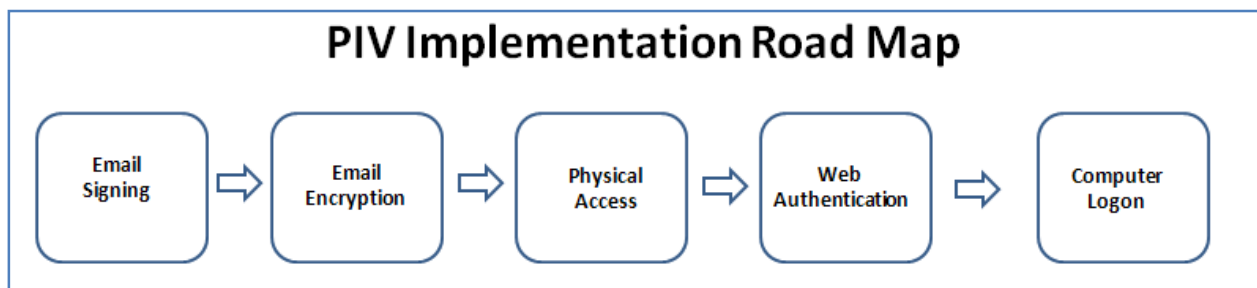 PIV Implementation Road Map
Email
Signing
Email
Encryption
Physical
Access
Web
Authentication
Computer
Logon